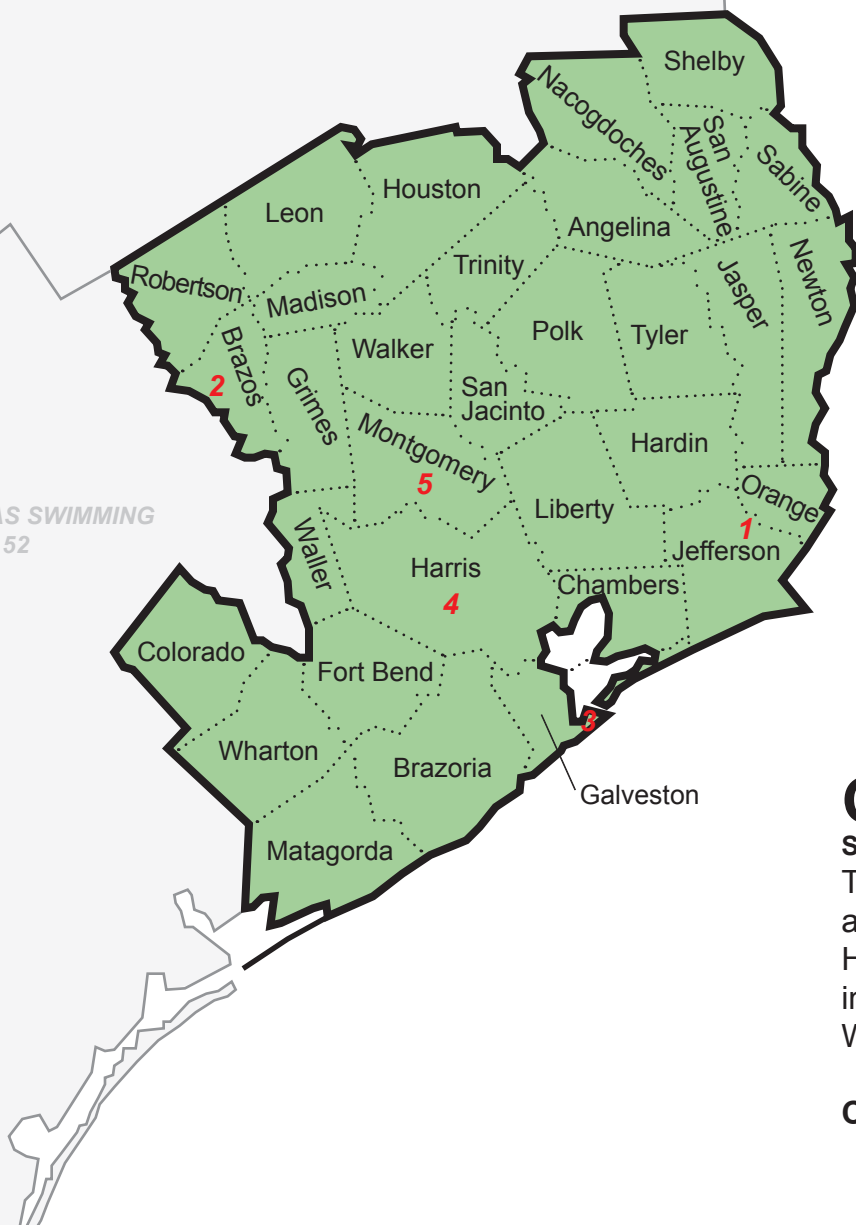 Shelby
Nacogdoches
San
Augustine
Sabine
Houston
Leon
Angelina
Trinity
Jasper
Newton
Robertson
Madison
Polk
Tyler
Walker
Brazos
2
Grimes
San
Jacinto
Montgomery
5
Hardin
Orange
1
Liberty
AS SWIMMING
52
Waller
Harris
4
Jefferson
Chambers
Colorado
Fort Bend
3
Wharton
Brazoria
Galveston
Matagorda